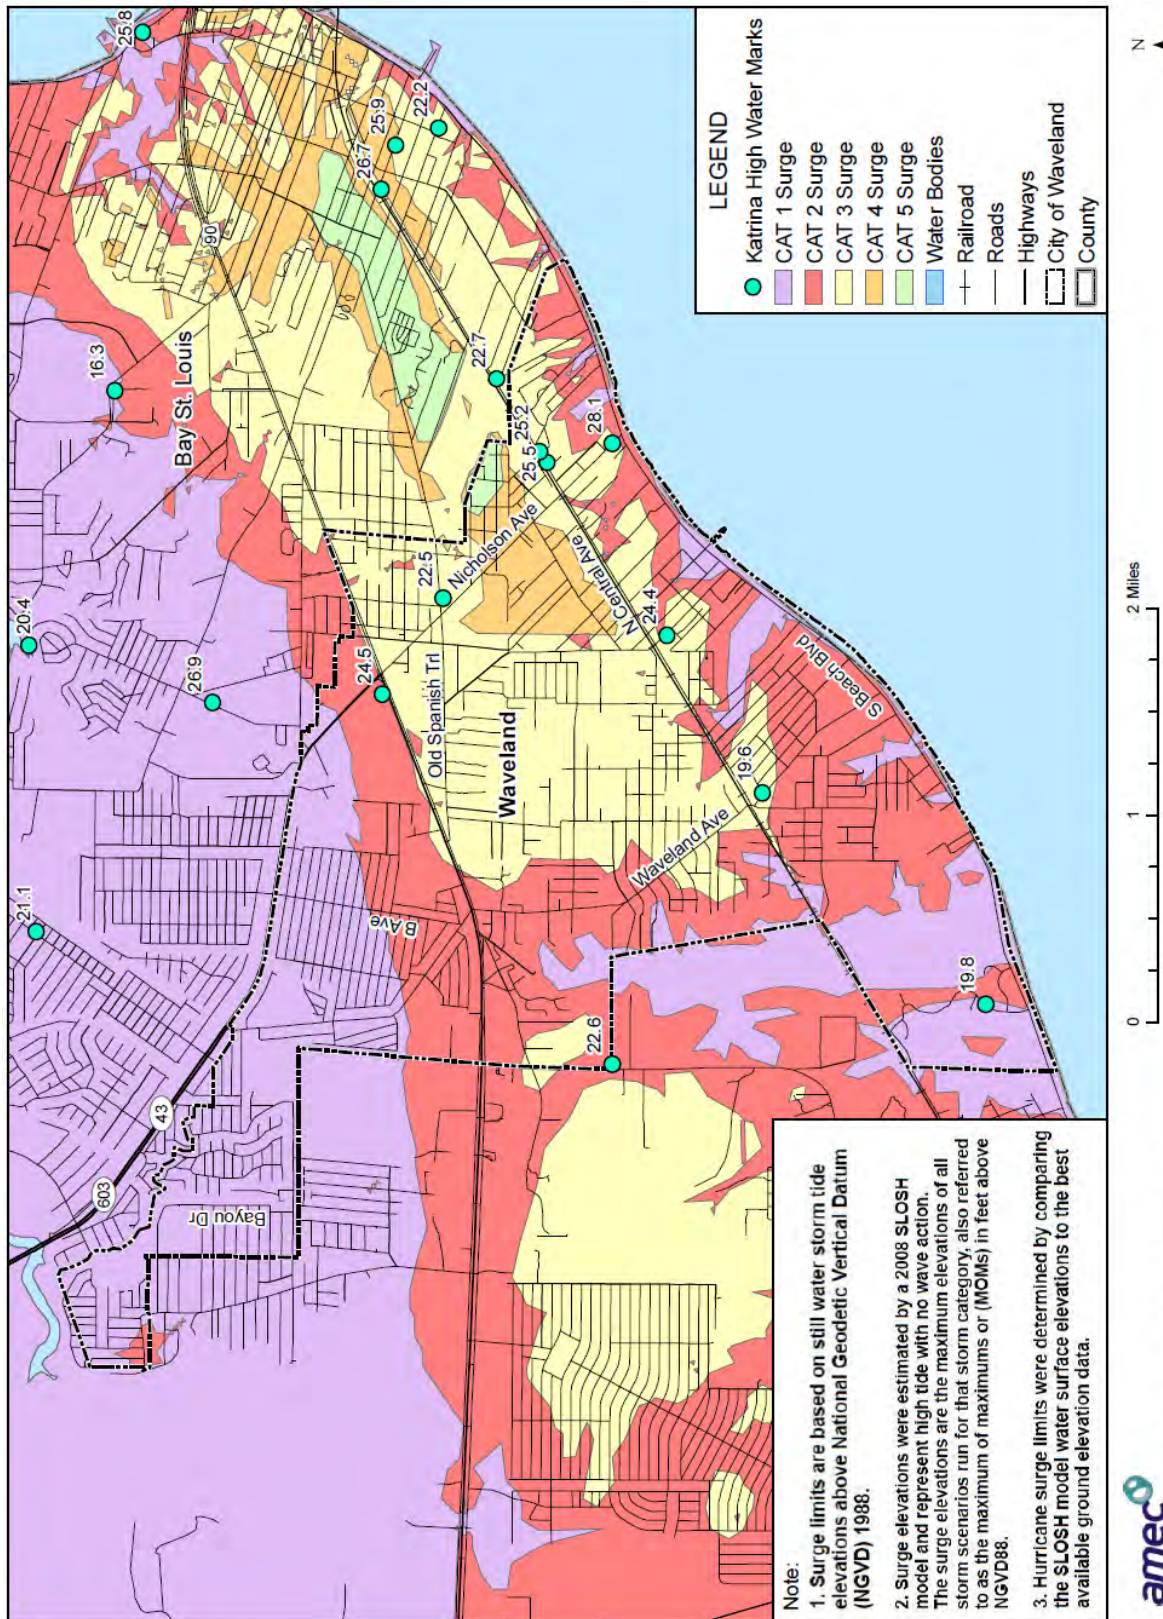 25.8
22.2
25.9
26.7
90
16.3
Bay St. Louis
22.7
25.2
25.5
28.1
20.4
26.9
22.5
Nicholson Ave
N Central Ave
24.4
24.5
Old Spanish Trl
Waveland
S Beach Blvd
19.6
Waveland Ave
21.1
B Ave
19.8
22.6
43
603
Bayou Dr
LEGEND
Katrina High Water Marks
CAT 1 Surge
CAT 2 Surge
CAT 3 Surge
CAT 4 Surge
CAT 5 Surge
Water Bodies
Railroad
Roads
Highways
City of Waveland
County
Note:
1. Surge limits are based on still water storm tide
elevations above National Geodetic Vertical Datum
(NGVD) 1988.
2. Surge elevations were estimated by a 2008 SLOSH
model and represent high tide with no wave action.
The surge elevations are the maximum elevations of all
storm scenarios run for that storm category, also referred
to as the maximum of maximums or (MOMs) in feet above
NGVD88.
3. Hurricane surge limits were determined by comparing
the SLOSH model water surface elevations to the best
available ground elevation data.
amec
0 1 2 Miles
N